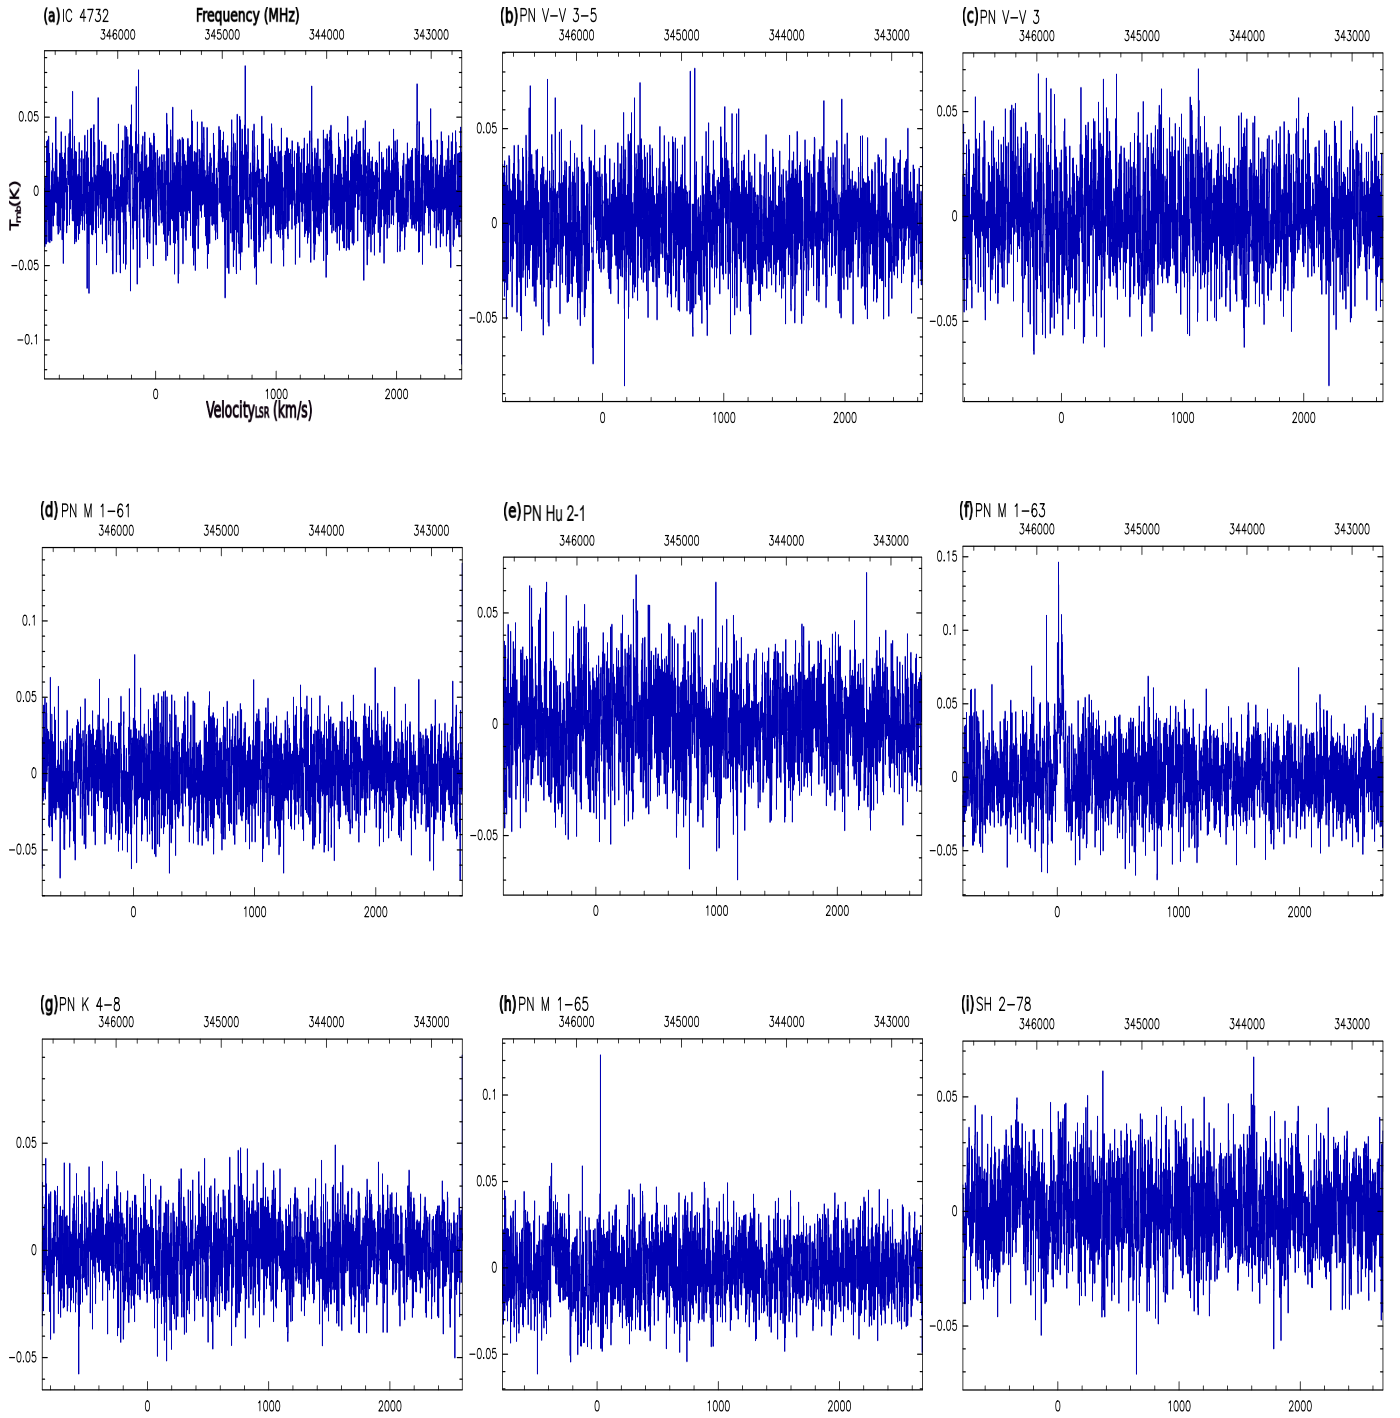 (a) IC 4732 Frequency (MHz)
346000 345000 344000 343000
0.05
0
−0.05
−0.1
Tmb(K)
0 1000 2000
VelocityLSR (km/s)
(b) PN V−V 3−5
346000 345000 344000 343000
0.05
0
−0.05
0 1000 2000
(c) PN V−V 3
346000 345000 344000 343000
0.05
0
−0.05
0 1000 2000
(d) PN M 1−61
346000 345000 344000 343000
0.1
0.05
0
−0.05
0 1000 2000
(e) PN Hu 2-1
346000 345000 344000 343000
0.05
0
−0.05
0 1000 2000
(f) PN M 1−63
346000 345000 344000 343000
0.15
0.1
0.05
0
−0.05
0 1000 2000
(g) PN K 4−8
346000 345000 344000 343000
0.05
0
−0.05
0 1000 2000
(h) PN M 1−65
346000 345000 344000 343000
0.1
0.05
0
−0.05
0 1000 2000
(i) SH 2−78
346000 345000 344000 343000
0.05
0
−0.05
0 1000 2000